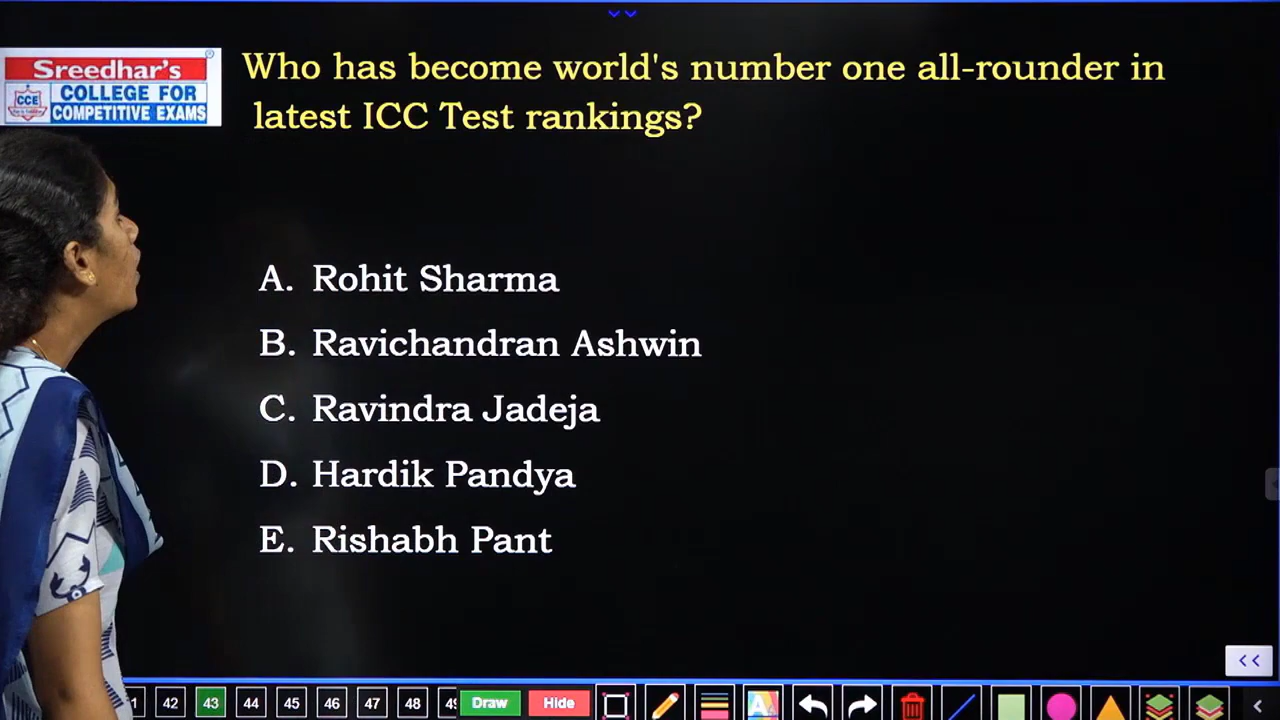 Sreedhar's
CCE
COLLEGE FOR
COMPETITIVE EXAMS
®
Who has become world's number one all-rounder in
latest ICC Test rankings?
A. Rohit Sharma
B. Ravichandran Ashwin
C. Ravindra Jadeja
D. Hardik Pandya
E. Rishabh Pant
1 42 43 44 45 46 47 48 49 Draw Hide A